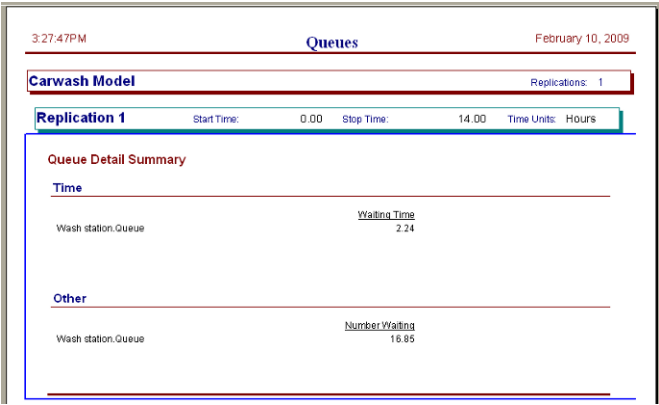 3:27:47PM Queues February 10, 2009
Carwash Model Replications: 1
Replication 1 Start Time: 0.00 Stop Time: 14.00 Time Units: Hours
Queue Detail Summary
Time
Waiting Time
Wash station.Queue 2.24
Other
Number Waiting
Wash station.Queue 16.85